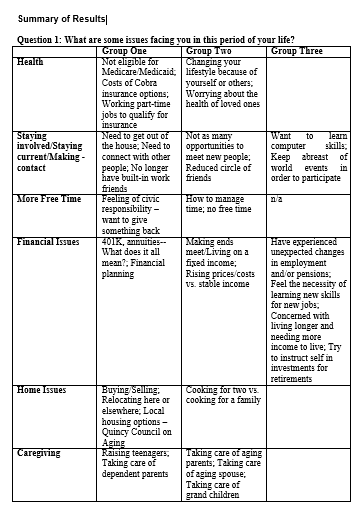 Summary of Results
Question 1: What are some issues facing you in this period of your life?
Group One Group Two Group Three
Health
Not eligible for
Medicare/Medicaid;
Costs of Cobra
insurance options;
Working part-time
jobs to qualify for
insurance
Changing your
lifestyle because of
yourself or others;
Worrying about the
health of loved ones
Staying
involved/Staying
current/Making -
contact
Need to get out of
the house; Need to
connect with other
people; No longer
have built-in work
friends
Not as many
opportunities to
meet new people;
Reduced circle of
friends
Want to learn
computer skills;
Keep abreast of
world events in
order to participate
More Free Time
Feeling of civic
responsibility –
want to give
something back
How to manage
time; no free time
n/a
Financial Issues
401K, annuities--
What does it all
mean?; Financial
planning
Making ends
meet/Living on a
fixed income;
Rising prices/costs
vs. stable income
Have experienced
unexpected changes
in employment
and/or pensions;
Feel the necessity of
learning new skills
for new jobs;
Concerned with
living longer and
needing more
income to live; Try
to instruct self in
investments for
retirements
Home Issues
Buying/Selling;
Relocating here or
elsewhere; Local
housing options –
Quincy Council on
Aging
Cooking for two vs.
cooking for a family
Caregiving
Raising teenagers;
Taking care of
dependent parents
Taking care of aging
parents; Taking care
of aging spouse;
Taking care of
grand children